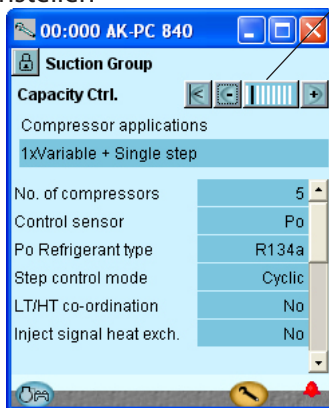 00:000 AK-PC 840
Suction Group
Capacity Ctrl.
Compressor applications
1xVariable + Single step
No. of compressors 5
Control sensor Po
Po Refrigerant type R134a
Step control mode Cyclic
LT/HT co-ordination No
Inject signal heat exch. No